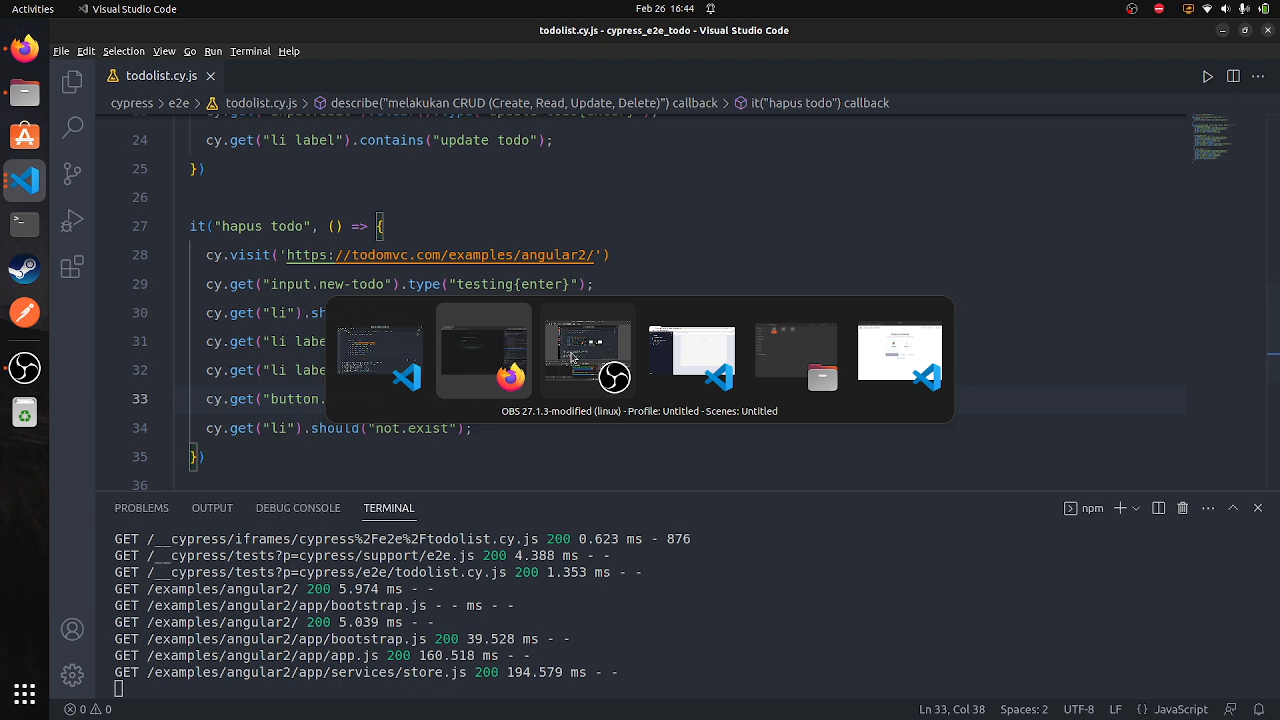 Activities
Visual Studio Code
Feb 26 16:44
todolist.cy.js - cypress_e2e_todo - Visual Studio Code
File Edit Selection View Go Run Terminal Help
todolist.cy.js
cypress > e2e > todolist.cy.js > describe("melakukan CRUD (Create, Read, Update, Delete)") callback > it("hapus todo") callback
24 cy.get("li label").contains("update todo");
25 })
26
27 it("hapus todo", () => {
28 cy.visit('https://todomvc.com/examples/angular2/')
29 cy.get("input.new-todo").type("testing{enter}");
30 cy.get("li").sh
31 cy.get("li labe
32 cy.get("li labe
33 cy.get("button.
34 cy.get("li").should("not.exist");
35 })
36
OBS 27.1.3-modified (linux) - Profile: Untitled - Scenes: Untitled
PROBLEMS OUTPUT DEBUG CONSOLE TERMINAL
npm
GET /__cypress/iframes/cypress%2Fe2e%2Ftodolist.cy.js 200 0.623 ms - 876
GET /__cypress/tests?p=cypress/support/e2e.js 200 4.388 ms - -
GET /__cypress/tests?p=cypress/e2e/todolist.cy.js 200 1.353 ms - -
GET /examples/angular2/ 200 5.974 ms - -
GET /examples/angular2/app/bootstrap.js - - ms - -
GET /examples/angular2/ 200 5.039 ms - -
GET /examples/angular2/app/bootstrap.js 200 39.528 ms - -
GET /examples/angular2/app/app.js 200 160.518 ms - -
GET /examples/angular2/app/services/store.js 200 194.579 ms - -
0 0
Ln 33, Col 38 Spaces: 2 UTF-8 LF {} JavaScript